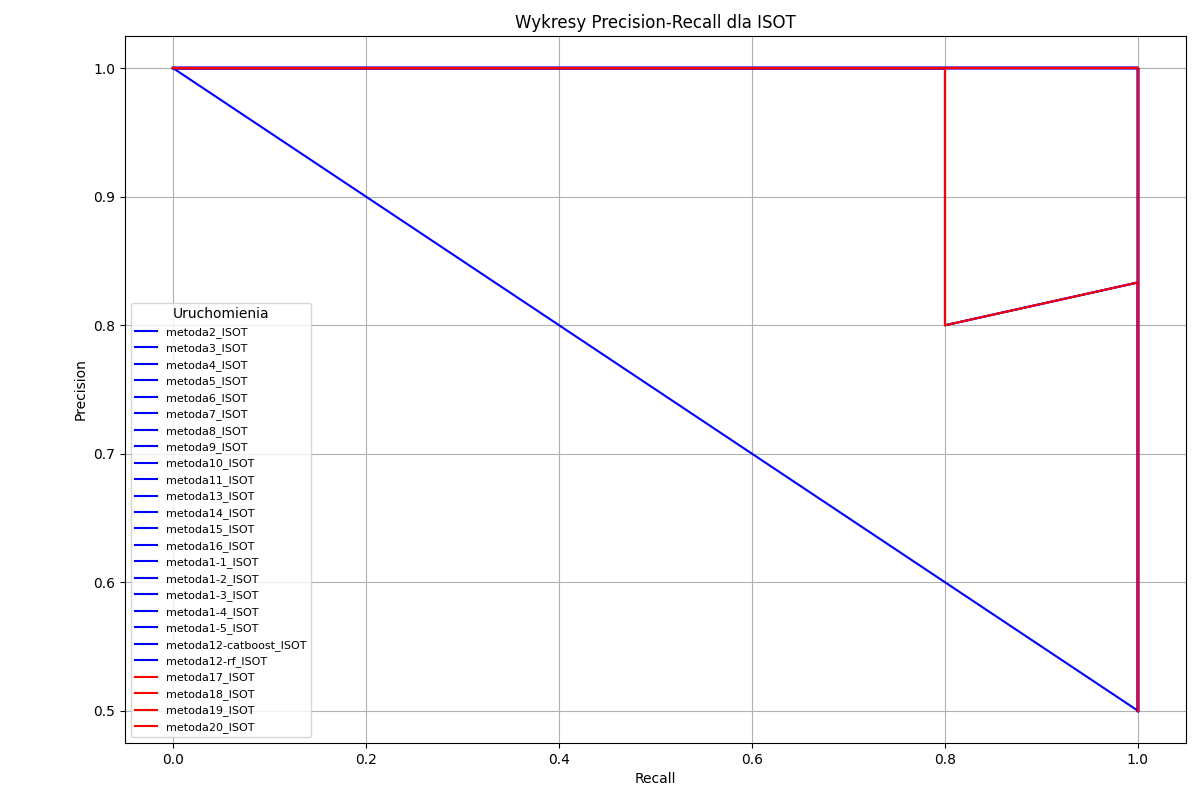 Wykresy Precision-Recall dla ISOT
1.0
0.9
0.8
0.7
0.6
0.5
Precision
Uruchomienia
metoda2_ISOT
metoda3_ISOT
metoda4_ISOT
metoda5_ISOT
metoda6_ISOT
metoda7_ISOT
metoda8_ISOT
metoda9_ISOT
metoda10_ISOT
metoda11_ISOT
metoda13_ISOT
metoda14_ISOT
metoda15_ISOT
metoda16_ISOT
metoda1-1_ISOT
metoda1-2_ISOT
metoda1-3_ISOT
metoda1-4_ISOT
metoda1-5_ISOT
metoda12-catboost_ISOT
metoda12-rf_ISOT
metoda17_ISOT
metoda18_ISOT
metoda19_ISOT
metoda20_ISOT
0.0 0.2 0.4 0.6 0.8 1.0
Recall